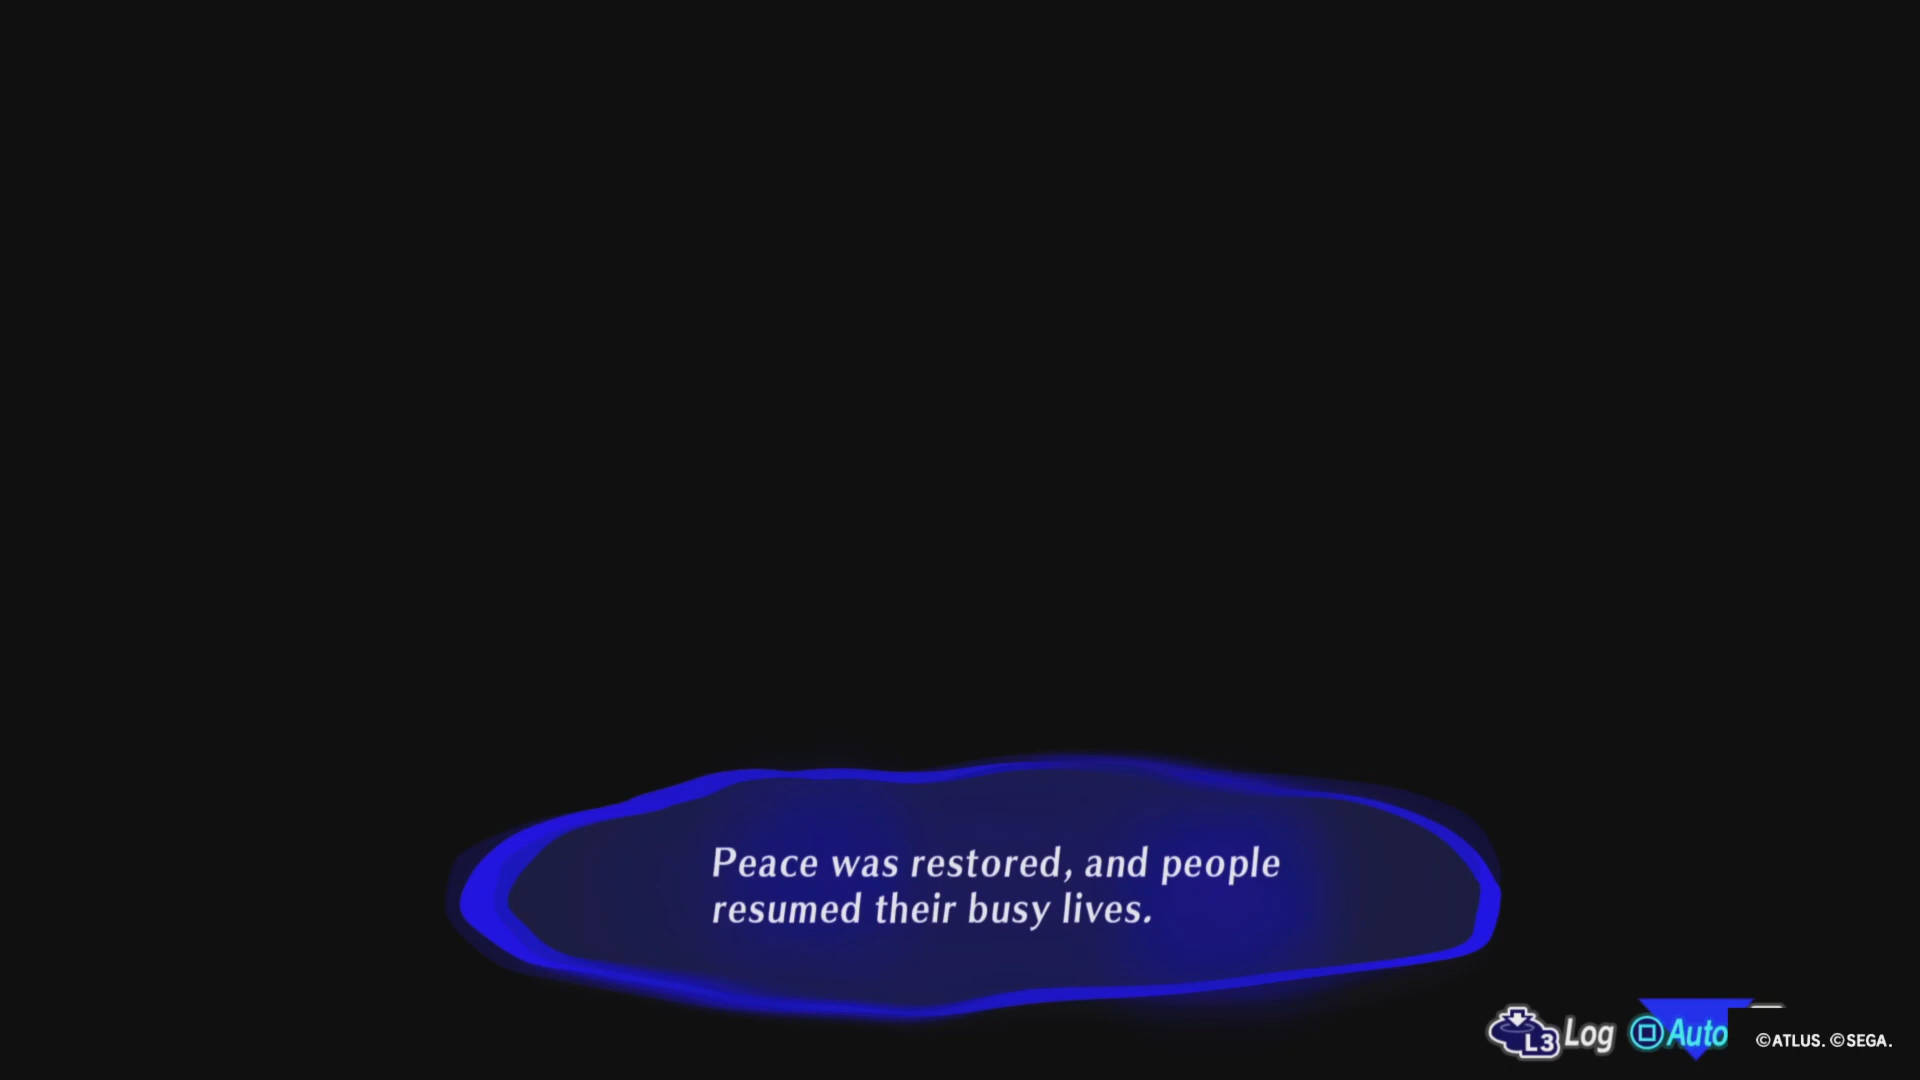 Peace was restored, and people
resumed their busy lives.
L3 Log Auto
©ATLUS. ©SEGA.